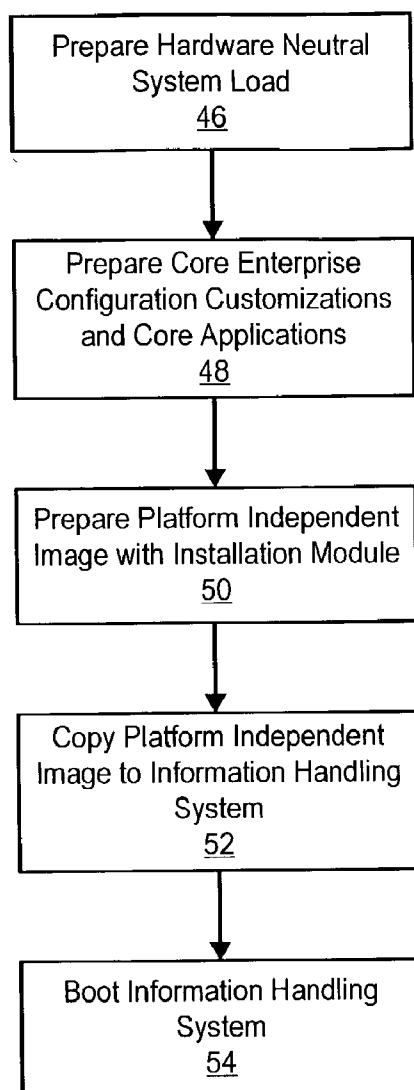 Prepare Hardware Neutral
System Load
46
Prepare Core Enterprise
Configuration Customizations
and Core Applications
48
Prepare Platform Independent
Image with Installation Module
50
Copy Platform Independent
Image to Information Handling
System
52
Boot Information Handling
System
54